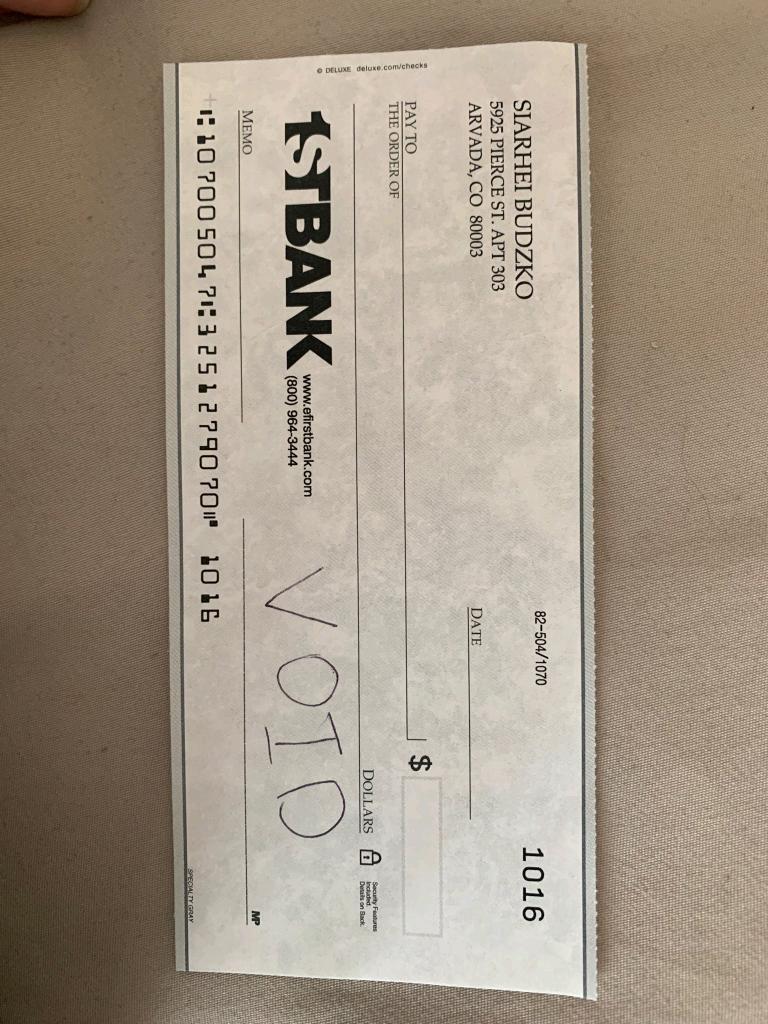 SIARHEI BUDZKO
5925 PIERCE ST. APT 303
ARVADA, CO 80003
82-504/1070
1016
DATE
PAY TO
THE ORDER OF
$
DOLLARS
Security Features
Included.
Details on Back.
© DELUXE deluxe.com/checks
1STBANK
www.efirstbank.com
(800) 964-3444
VOID
MEMO
MP
⑆107005047⑆3251279070⑈ 1016
SPECIALTY GRAY